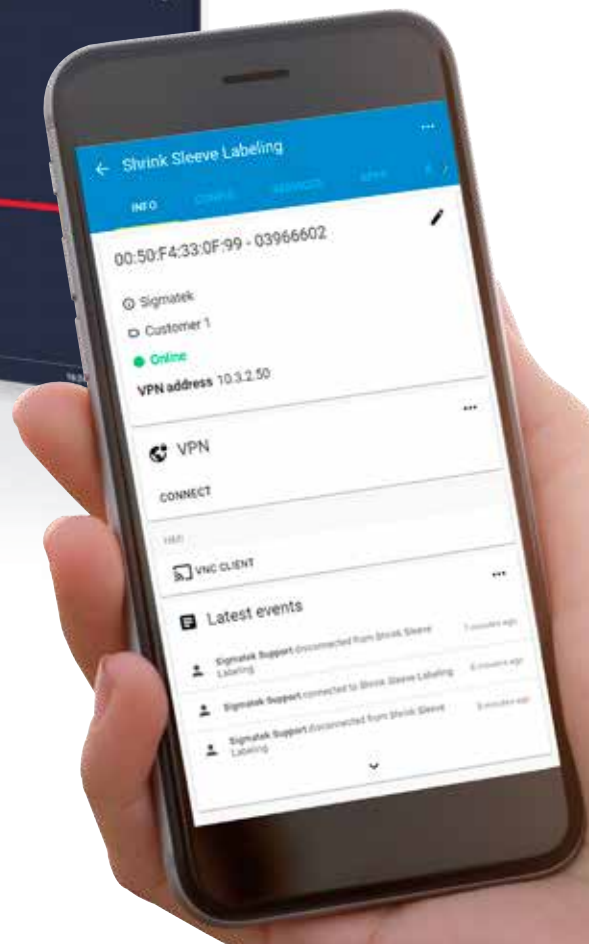 Shrink Sleeve Labeling
INFO
00:50:F4:33:0F:99 - 03966602
Sigmatek
Customer 1
Online
VPN address 10.3.2.50
VPN
CONNECT
VNC CLIENT
Latest events
Sigmatek Support disconnected from Shrink Sleeve
Labeling
Sigmatek Support connected to Shrink Sleeve Labeling
Sigmatek Support disconnected from Shrink Sleeve
Labeling